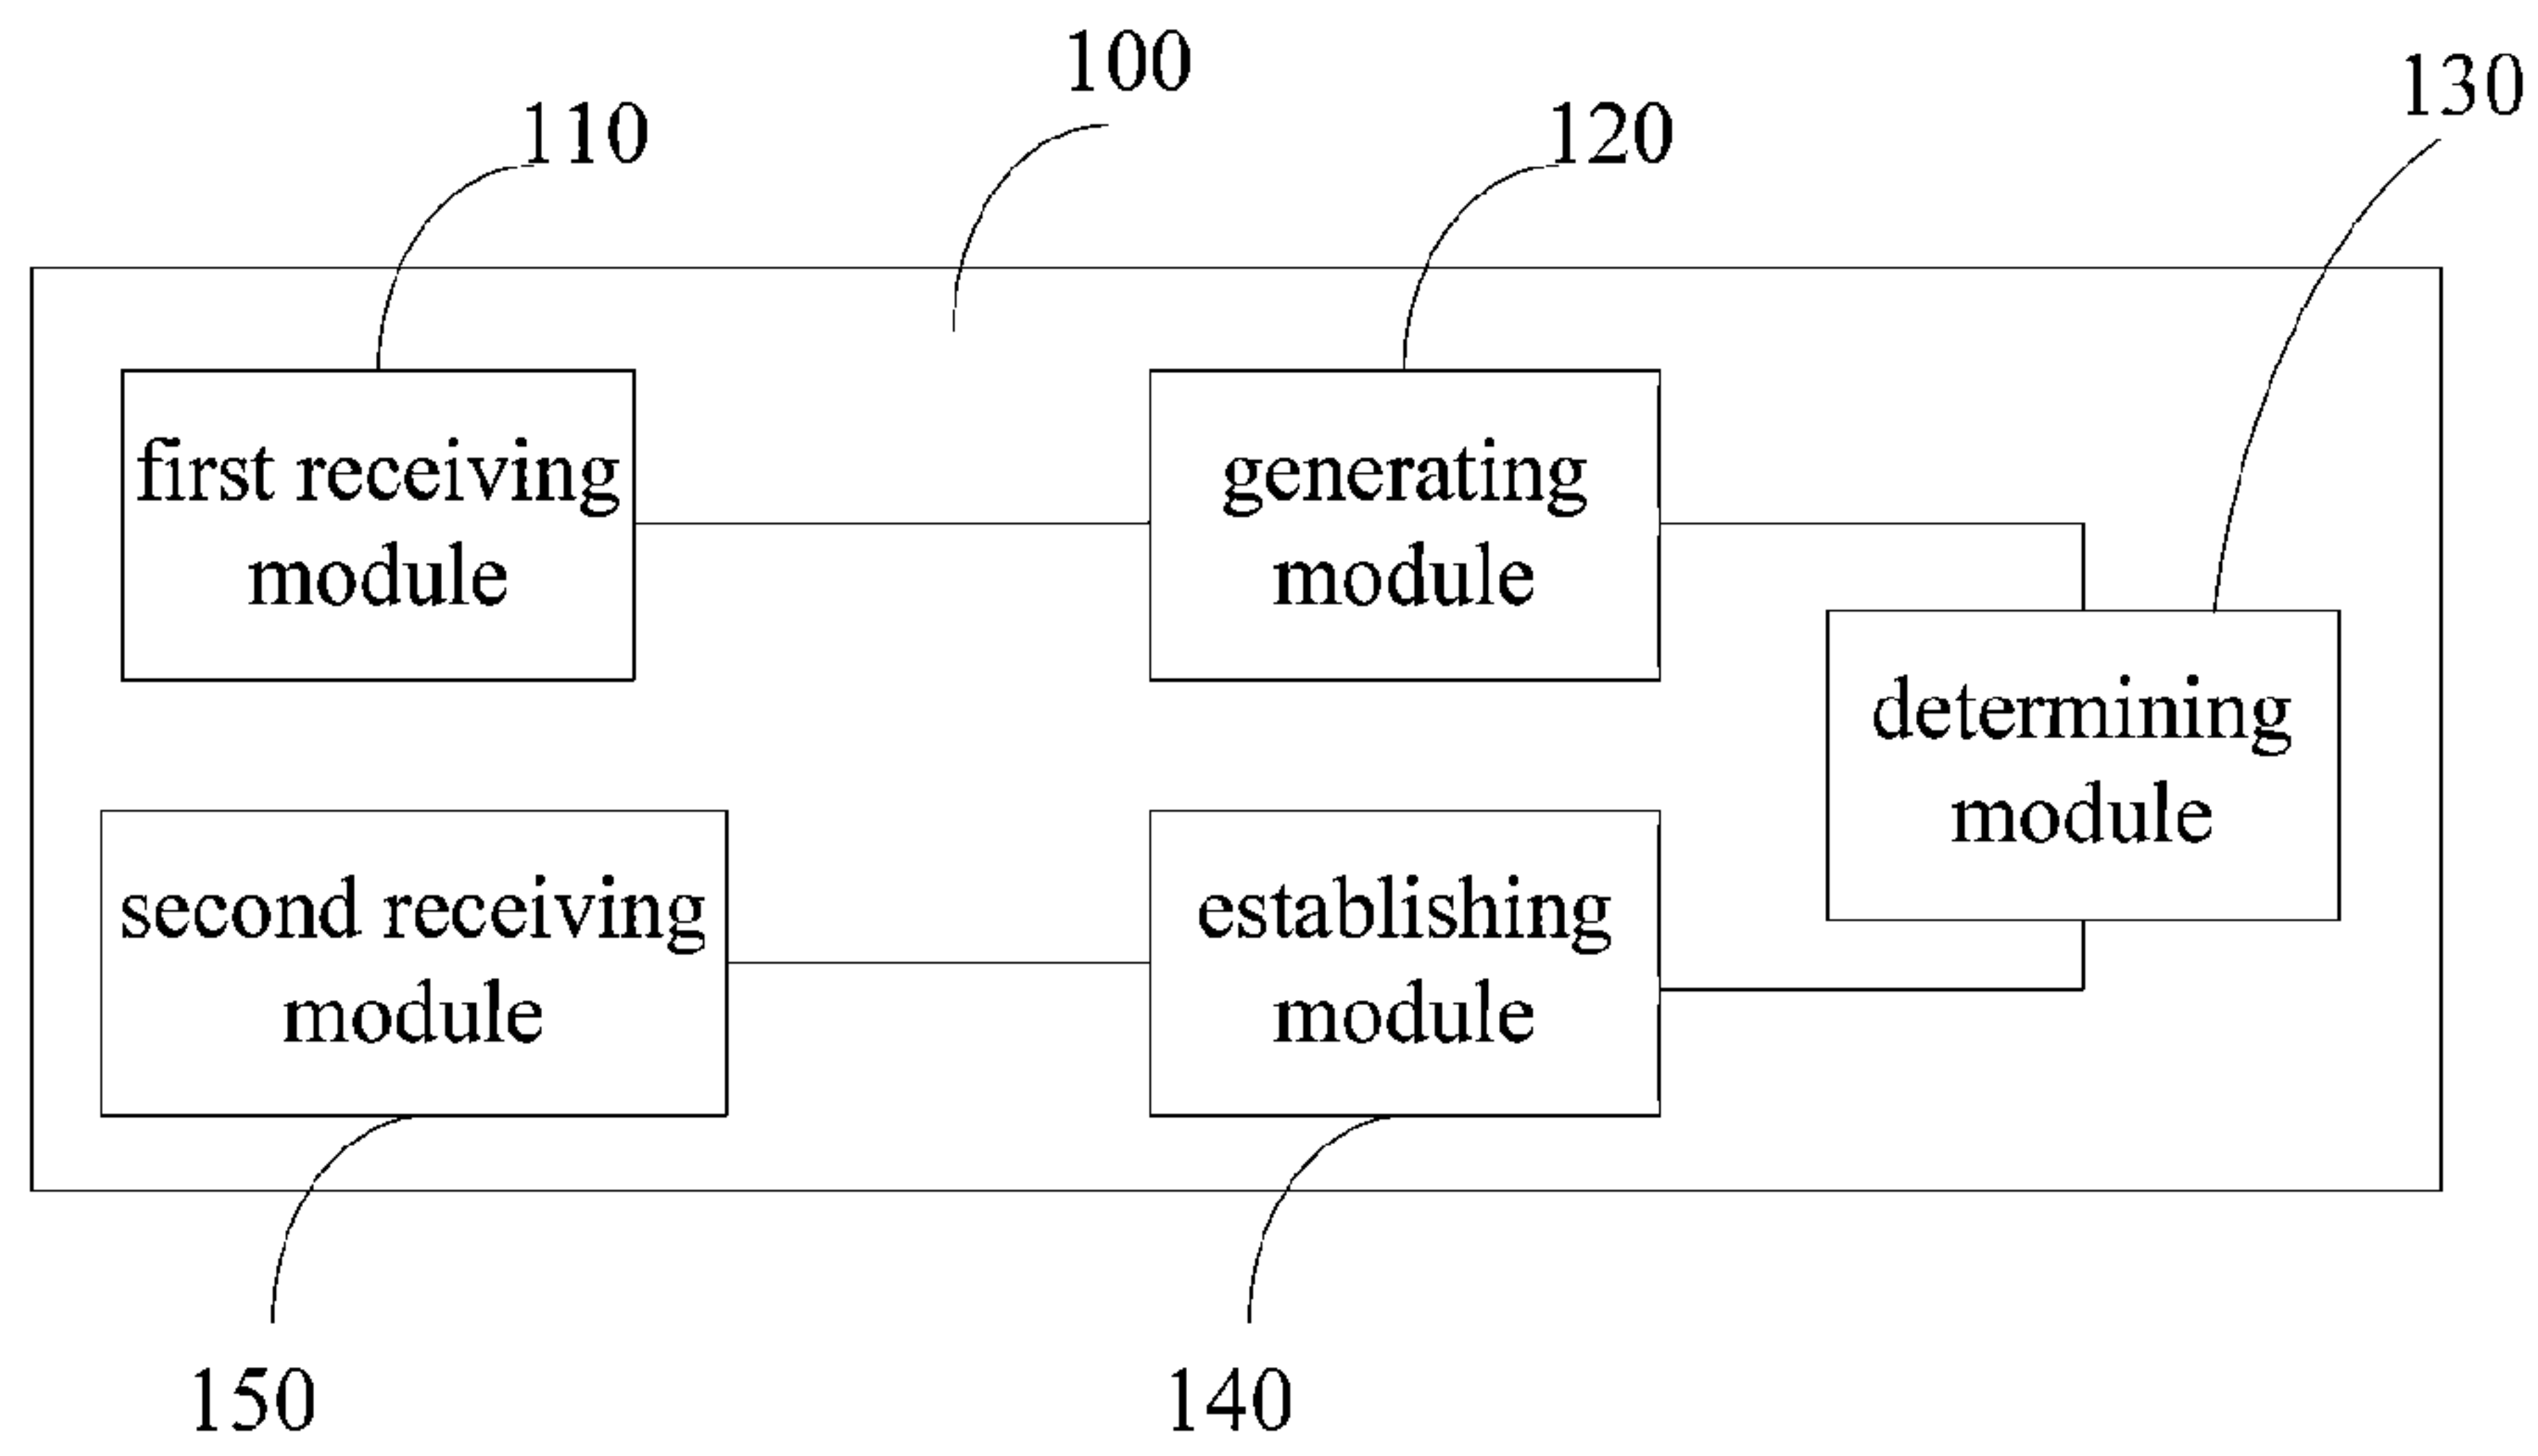 100
110
120
130
first receiving
module
generating
module
determining
module
second receiving
module
establishing
module
150
140